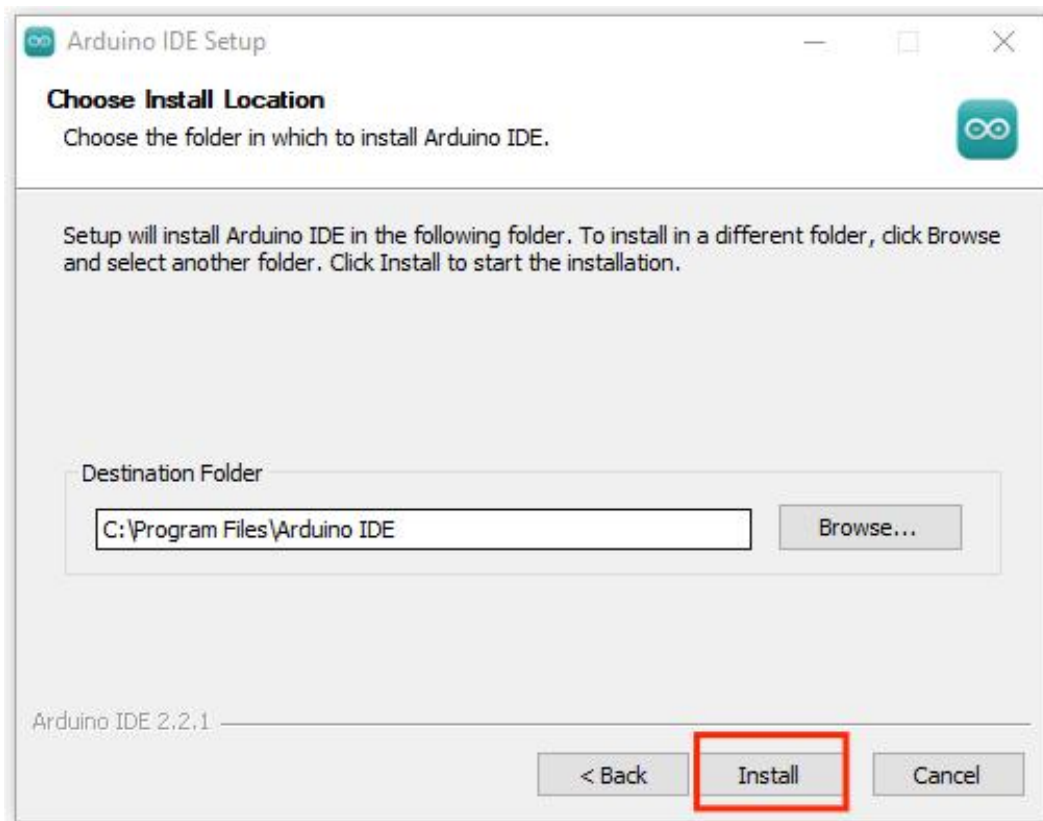 Arduino IDE Setup
Choose Install Location
Choose the folder in which to install Arduino IDE.
Setup will install Arduino IDE in the following folder. To install in a different folder, click Browse
and select another folder. Click Install to start the installation.
Destination Folder
C:\Program Files\Arduino IDE
Browse...
Arduino IDE 2.2.1
< Back
Install
Cancel